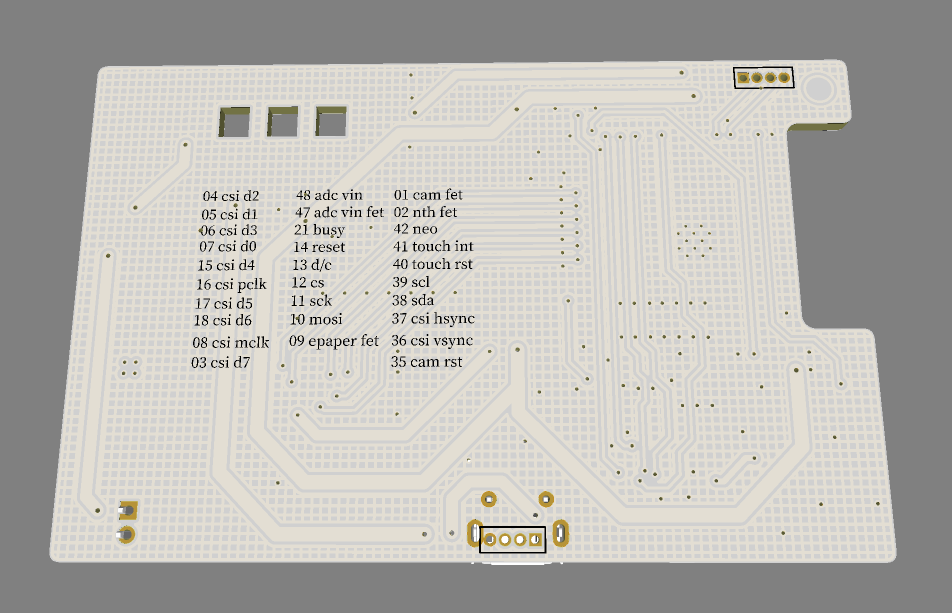 04 csi d2
05 csi d1
06 csi d3
07 csi d0
15 csi d4
16 csi pclk
17 csi d5
18 csi d6
08 csi mclk
03 csi d7
48 adc vin
47 adc vin fet
21 busy
14 reset
13 d/c
12 cs
11 sck
10 mosi
09 epaper fet
01 cam fet
02 nth fet
42 neo
41 touch int
40 touch rst
39 scl
38 sda
37 csi hsync
36 csi vsync
35 cam rst